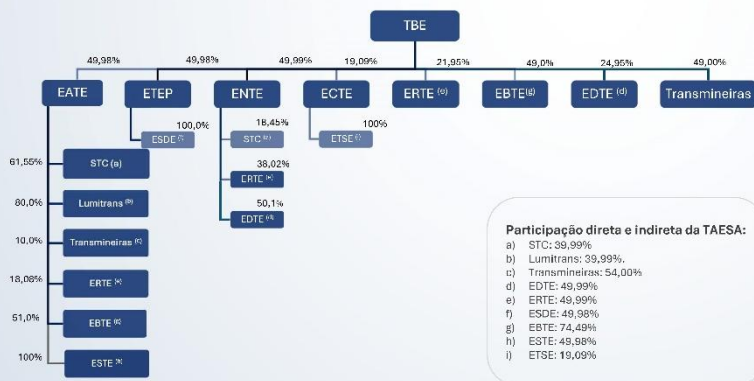 TBE
49,98%
49,98%
49,99%
19,09%
21,95%
49,0%
24,95%
49,00%
EATE
ETEP
ENTE
ECTE
ERTE (e)
EBTE(g)
EDTE (d)
Transmineiras
100,0%
ESDE (f)
18,45%
STC (a)
100%
ETSE (i)
38,02%
ERTE (e)
50,1%
EDTE (d)
61,55%
STC (a)
80,0%
Lumitrans (b)
10,0%
Transmineiras (c)
18,08%
ERTE (e)
51,0%
EBTE
100%
ESTE (h)
Participação direta e indireta da TAESA:
a) STC: 39,99%
b) Lumitrans: 39,99%.
c) Transmineiras: 54,00%
d) EDTE: 49,99%
e) ERTE: 49,99%
f) ESDE: 49,98%
g) EBTE: 74,49%
h) ESTE: 49,98%
i) ETSE: 19,09%